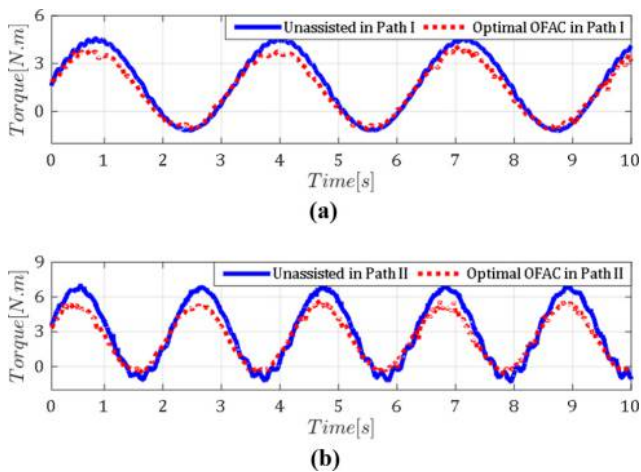 6
3
0
Torque[N.m]
Unassisted in Path I
Optimal OFAC in Path I
0 1 2 3 4 5 6 7 8 9 10
Time[s]
(a)
9
6
3
0
Torque[N.m]
Unassisted in Path II
Optimal OFAC in Path II
0 1 2 3 4 5 6 7 8 9 10
Time[s]
(b)